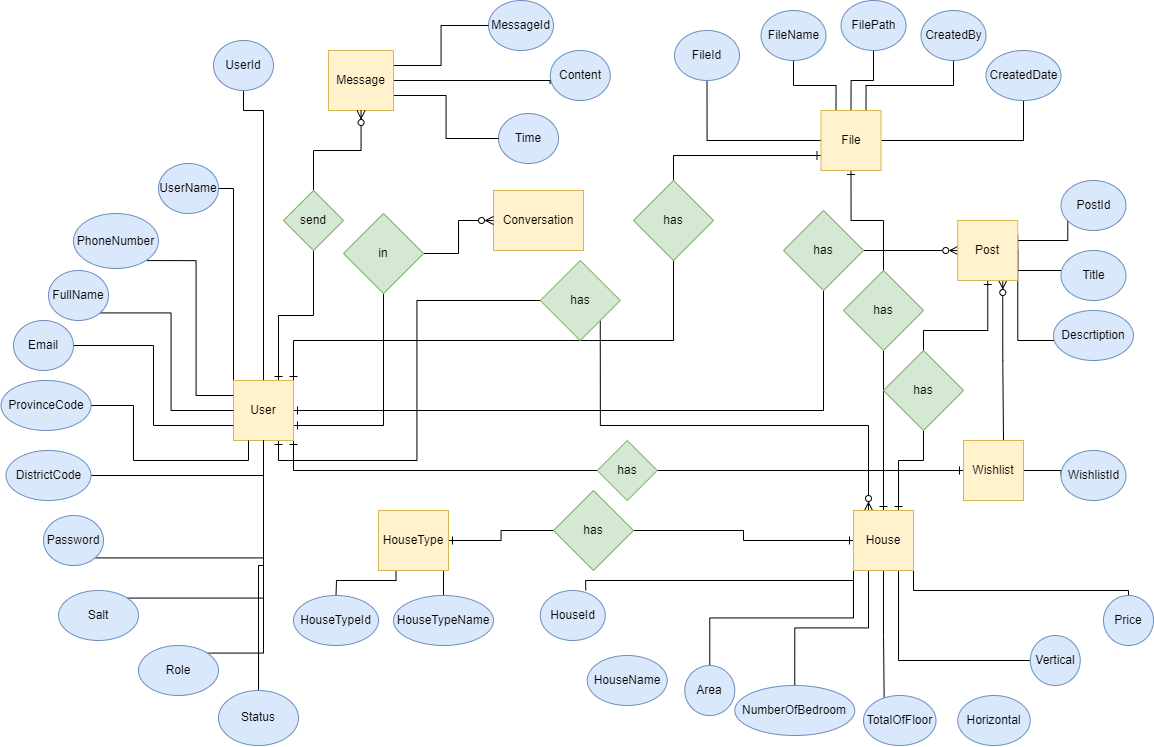 MessageId
FilePath
FileName
CreatedBy
FileId
UserId
Message
Content
CreatedDate
Time
File
UserName
PostId
send
Conversation
has
PhoneNumber
in
has
Post
Title
FullName
has
has
Descrtiption
Email
has
ProvinceCode
User
DistrictCode
has
Wishlist
WishlistId
Password
HouseType
has
House
Salt
HouseTypeId
HouseTypeName
HouseId
Price
Role
HouseName
Area
Vertical
Status
NumberOfBedroom
TotalOfFloor
Horizontal